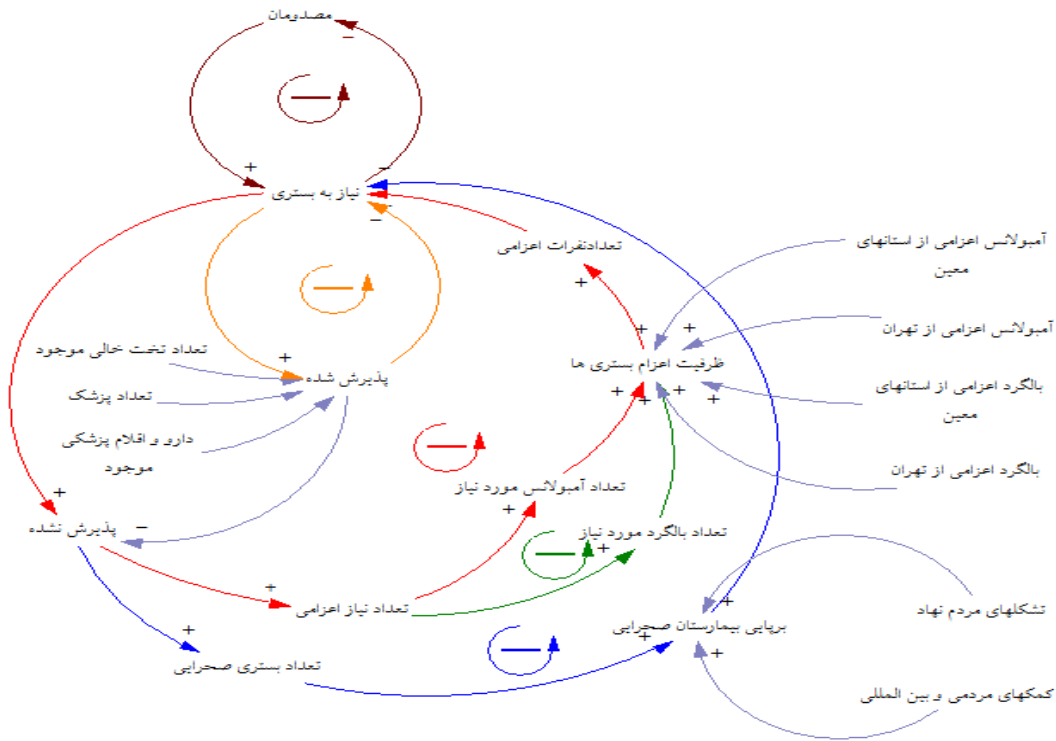 مصدومان
نیاز به بستری
تعدادنفرات اعزامی
آمبولانس اعزامی از استانهای
معین
آمبولانس اعزامی از تهران
ظرفیت اعزام بستری ها
بالگرد اعزامی از استانهای
معین
بالگرد اعزامی از تهران
تعداد تخت خالی موجود
پذیرش شده
تعداد پزشک
دارو و اقلام پزشکی
موجود
تعداد آمبولانس مورد نیاز
پذیرش نشده
تعداد بالگرد مورد نیاز
تعداد نیاز اعزامی
برپایی بیمارستان صحرایی
تشکلهای مردم نهاد
تعداد بستری صحرایی
کمکهای مردمی و بین المللی